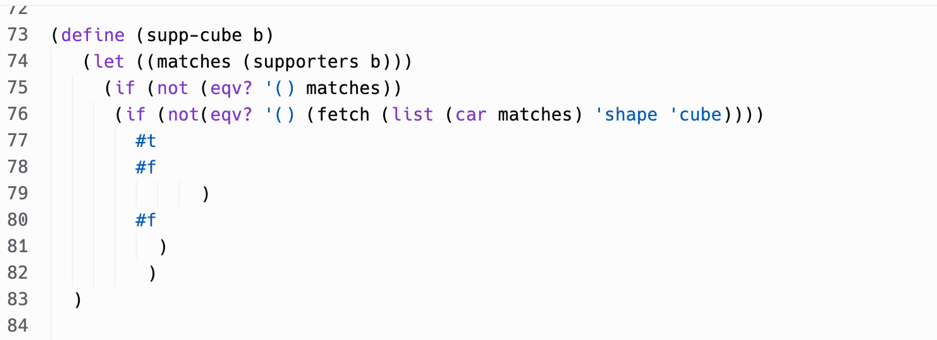 72
73 (define (supp-cube b)
74 (let ((matches (supporters b)))
75 (if (not (eqv? '() matches))
76 (if (not(eqv? '() (fetch (list (car matches) 'shape 'cube))))
77 #t
78 #f
79 )
80 #f
81 )
82 )
83 )
84